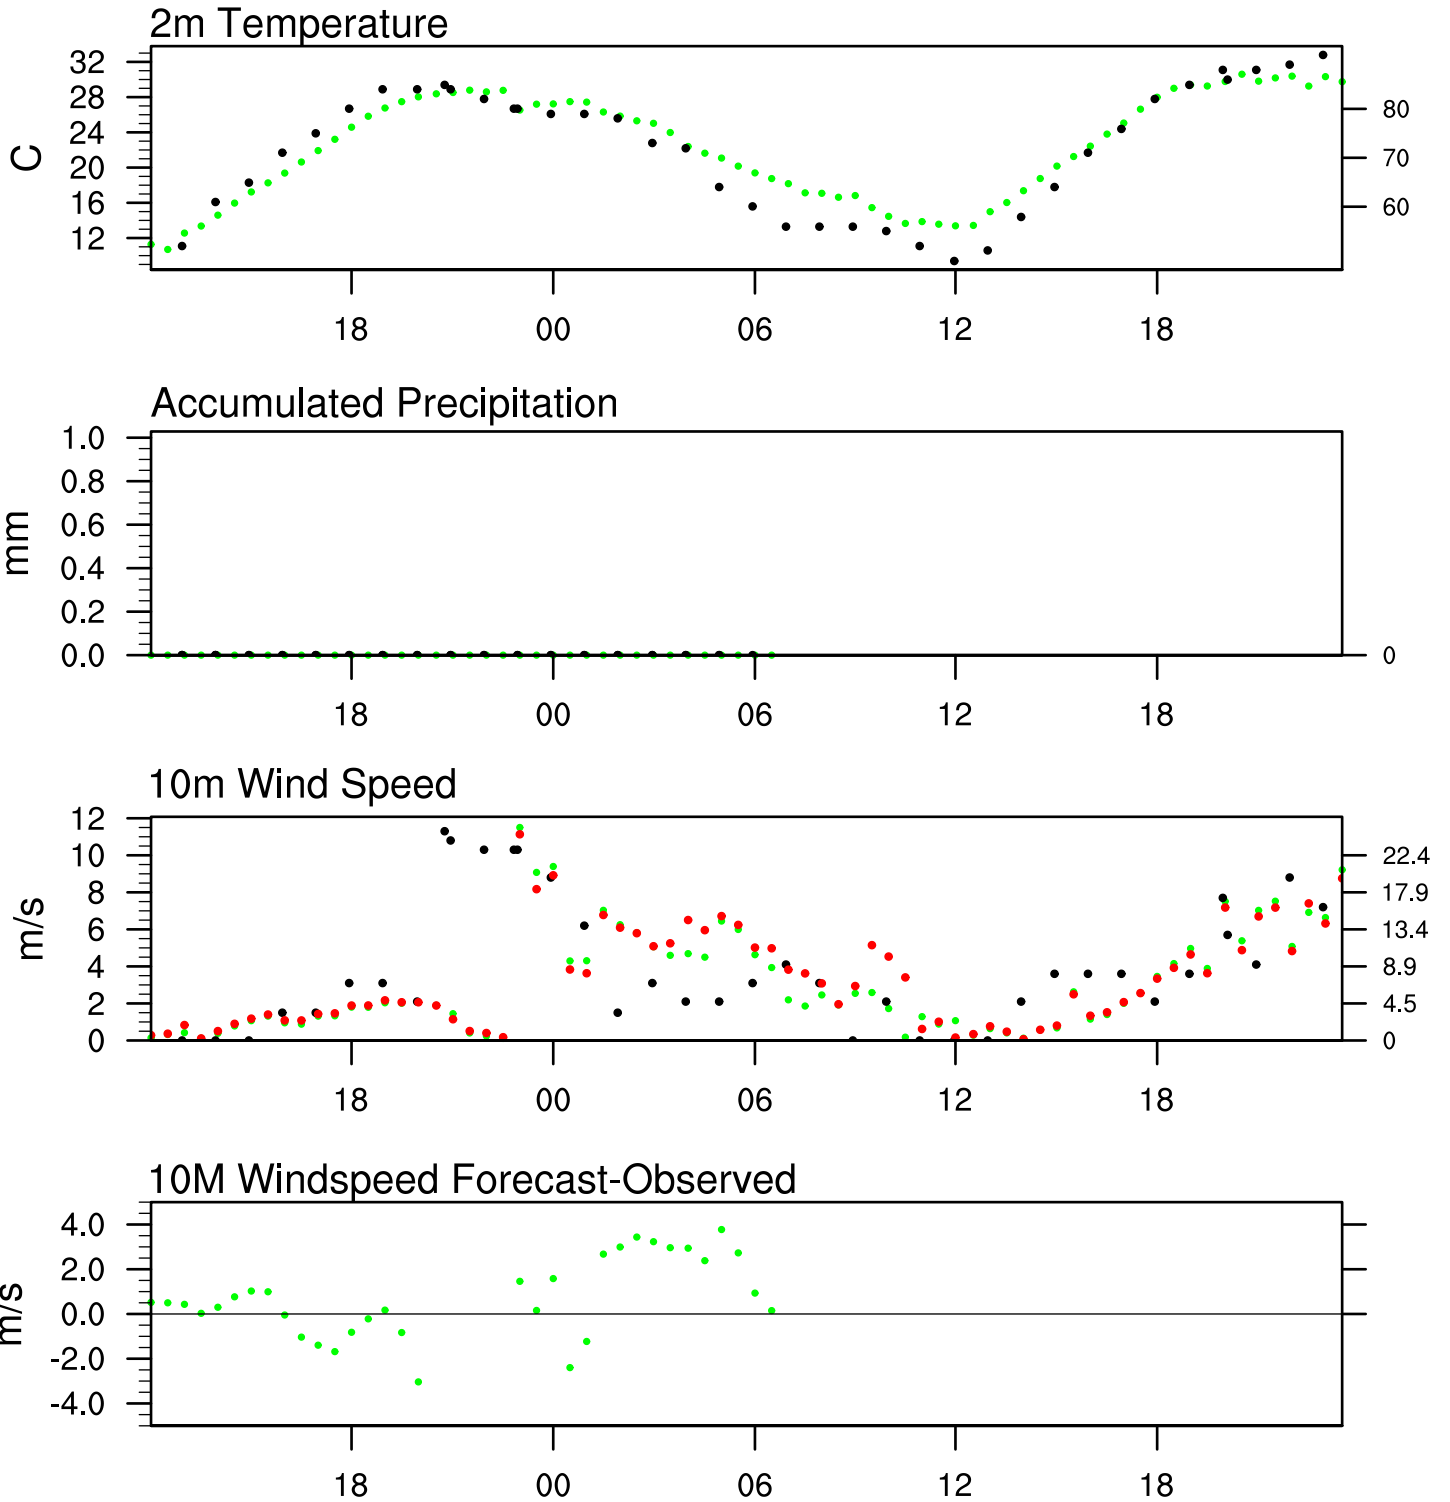 2m Temperature
32
28
24
20
16
12
C
80
70
60
18 00 06 12 18
Accumulated Precipitation
1.0
0.8
0.6
0.4
0.2
0.0
mm
0
18 00 06 12 18
10m Wind Speed
12
10
8
6
4
2
0
m/s
22.4
17.9
13.4
8.9
4.5
0
18 00 06 12 18
10M Windspeed Forecast-Observed
4.0
2.0
0.0
-2.0
-4.0
m/s
18 00 06 12 18